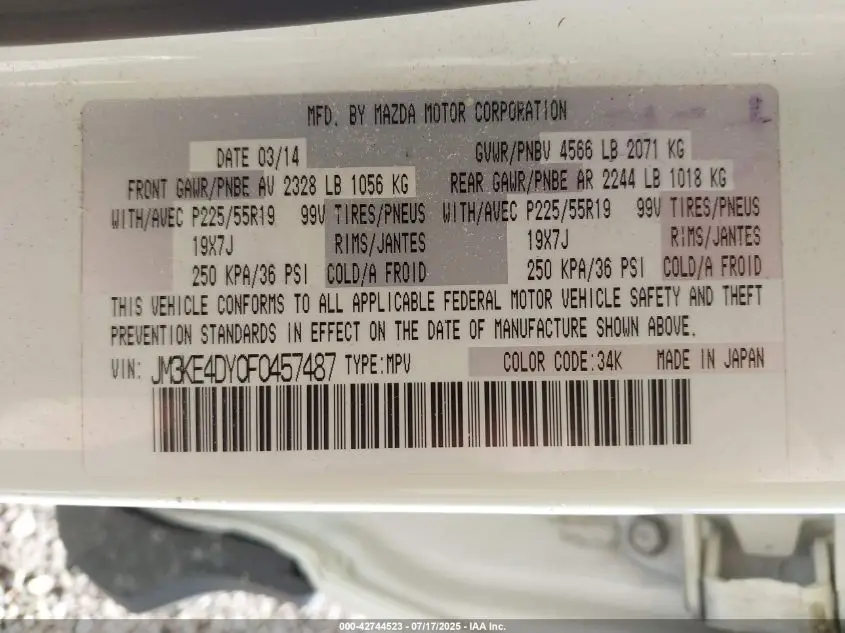 MFD. BY MAZDA MOTOR CORPORATION
DATE 03/14 GVWR/PNBV 4566 LB 2071 KG
FRONT GAWR/PNBE AV 2328 LB 1056 KG REAR GAWR/PNBE AR 2244 LB 1018 KG
WITH/AVEC P225/55R19 99V TIRES/PNEUS WITH/AVEC P225/55R19 99V TIRES/PNEUS
19X7J RIMS/JANTES 19X7J RIMS/JANTES
250 KPA/36 PSI COLD/A FROID 250 KPA/36 PSI COLD/A FROID
THIS VEHICLE CONFORMS TO ALL APPLICABLE FEDERAL MOTOR VEHICLE SAFETY AND THEFT
PREVENTION STANDARDS IN EFFECT ON THE DATE OF MANUFACTURE SHOWN ABOVE.
VIN: JM3KE4DY0F0457487 TYPE:MPV COLOR CODE:34K MADE IN JAPAN
000-42744523 - 07/17/2025 - IAA Inc.